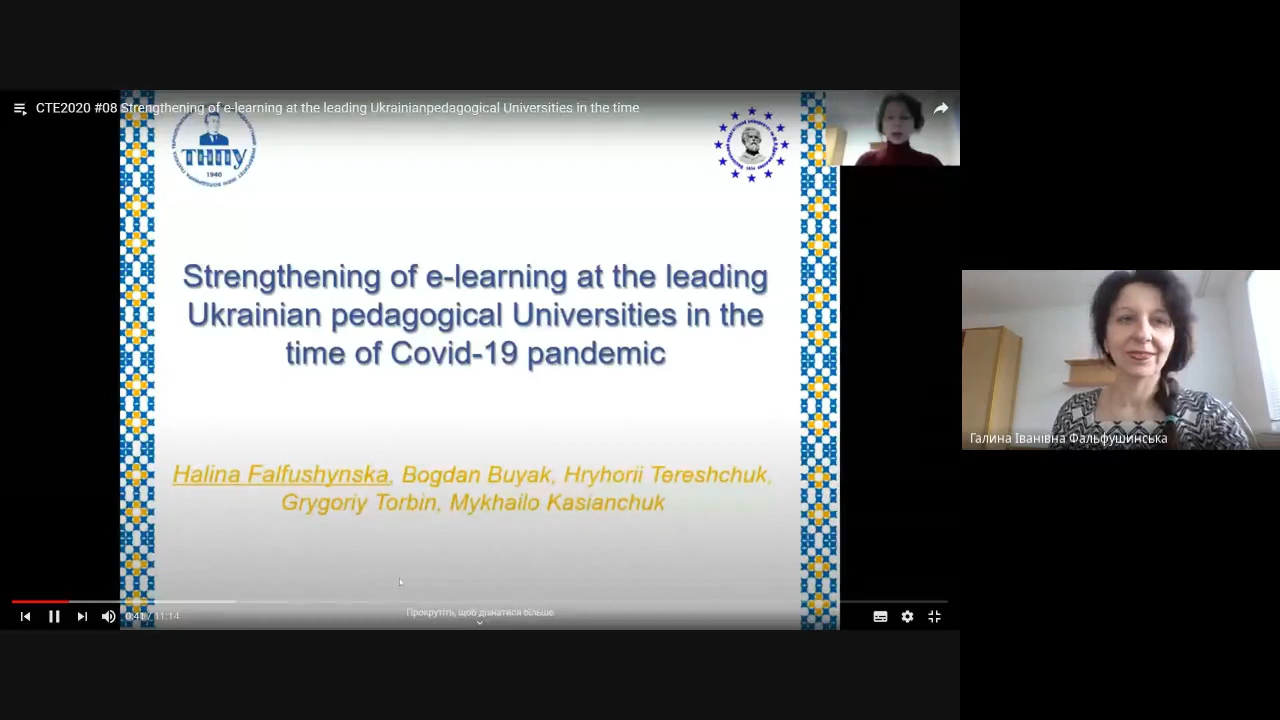 CTE2020 #08 Strengthening of e-learning at the leading Ukrainianpedagogical Universities in the time
ТНПУ
1940
Strengthening of e-learning at the leading
Ukrainian pedagogical Universities in the
time of Covid-19 pandemic
Halina Falfushynska, Bogdan Buyak, Hryhorii Tereshchuk,
Grygoriy Torbin, Mykhailo Kasianchuk
Галина Іванівна Фальфушинська
Прокрутіть, щоб дізнатися більше
0:41 / 11:14